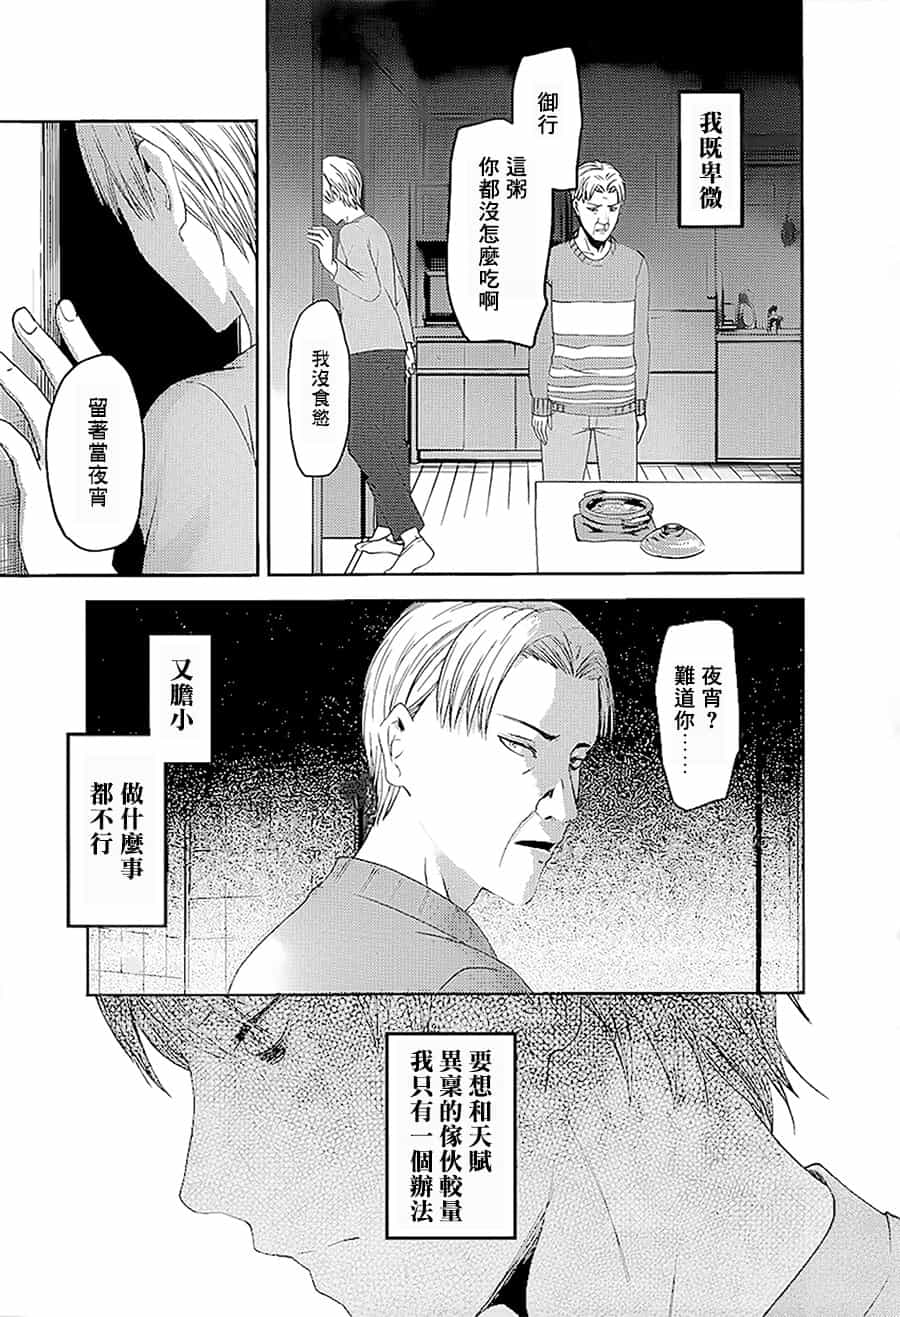 我既卑微
御行
這粥
你都沒怎麼吃啊
我沒食慾
留著當夜宵
夜宵？
難道你……
又膽小
做什麼事
都不行
要想和天賦
異稟的傢伙較量
我只有一個辦法